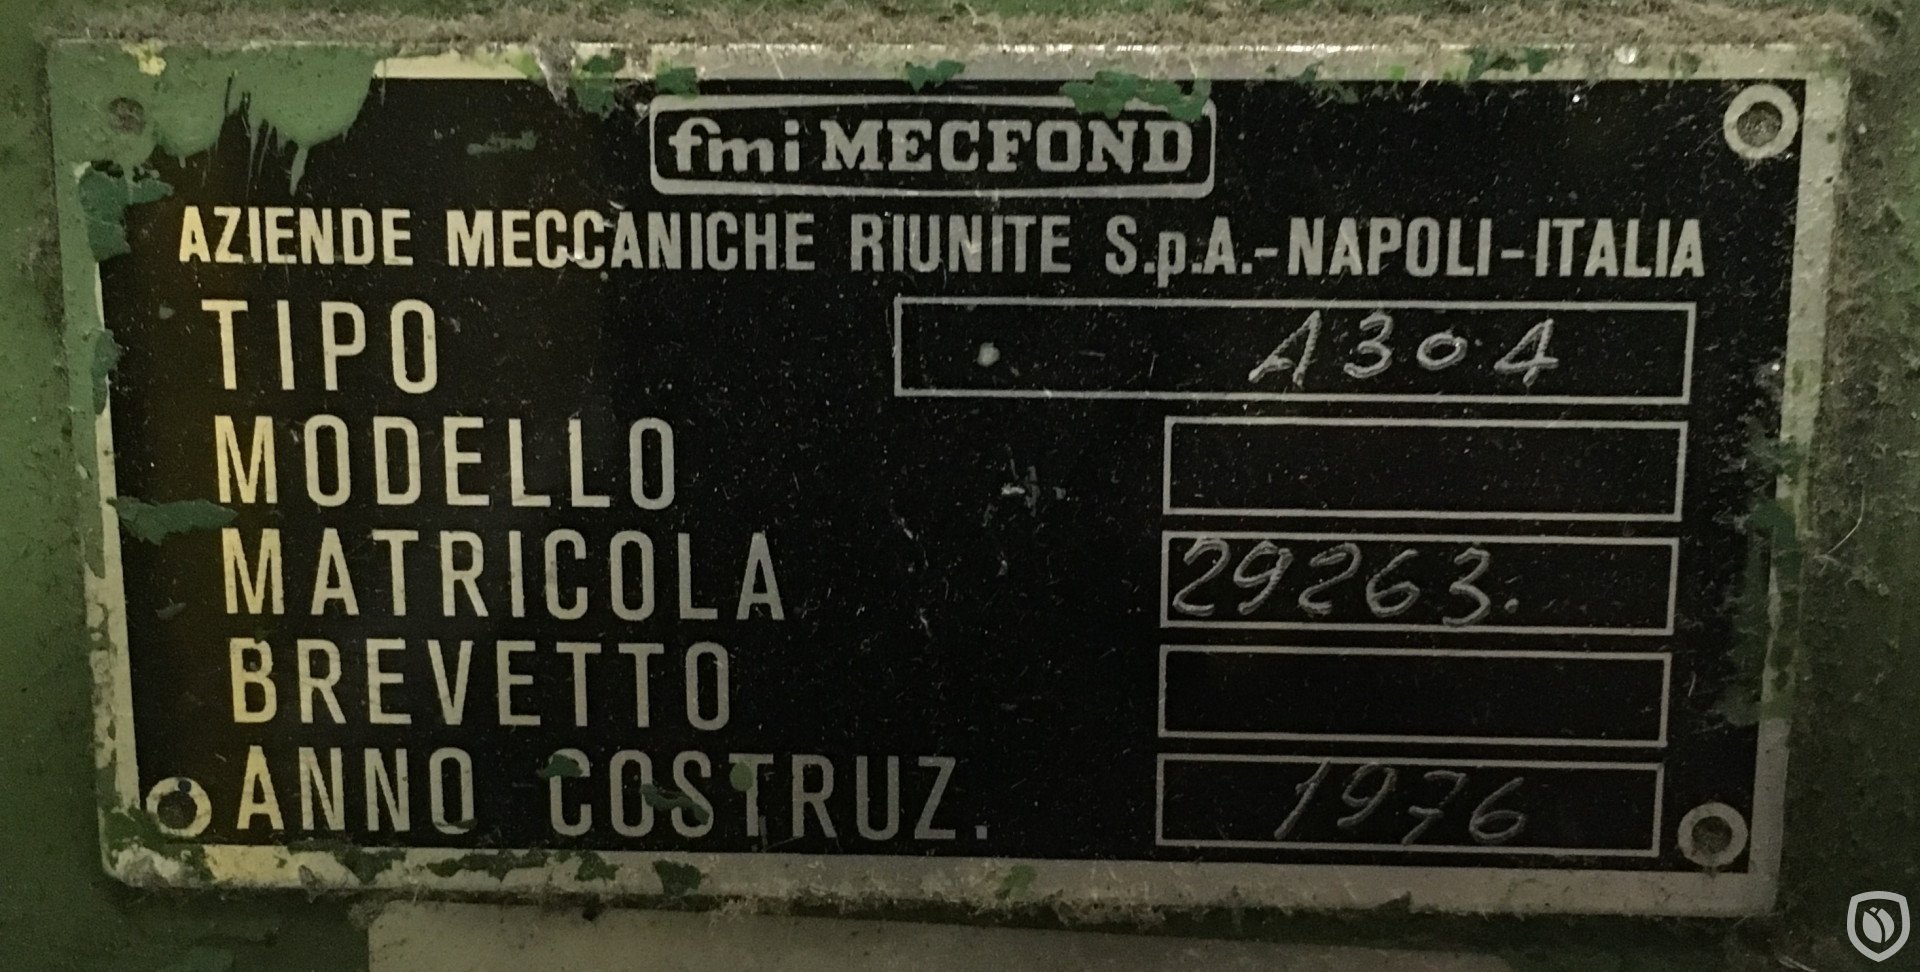 fmi MECFOND
AZIENDE MECCANICHE RIUNITE S.p.A.-NAPOLI-ITALIA
TIPO A304
MODELLO
MATRICOLA 29263.
BREVETTO
ANNO COSTRUZ. 1976